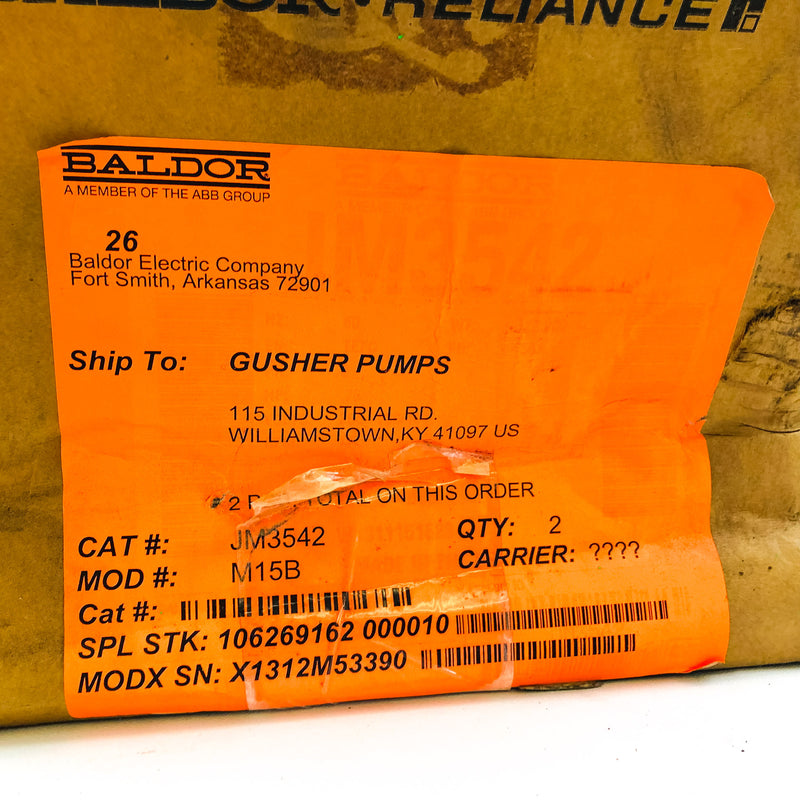 BALDOR • RELIANCE
BALDOR
A MEMBER OF THE ABB GROUP
26
Baldor Electric Company
Fort Smith, Arkansas 72901
Ship To: GUSHER PUMPS
115 INDUSTRIAL RD.
WILLIAMSTOWN,KY 41097 US
2 TOTAL ON THIS ORDER
CAT #: JM3542 QTY: 2
MOD #: M15B CARRIER: ????
Cat #:
SPL STK: 106269162 000010
MODX SN: X1312M53390
JM3542